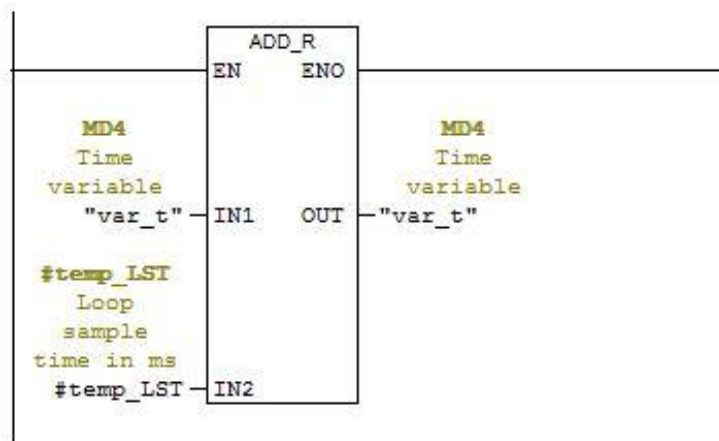 ADD_R
EN ENO
MD4
Time
variable
"var_t"
IN1 OUT
MD4
Time
variable
"var_t"
#temp_LST
Loop
sample
time in ms
#temp_LST
IN2